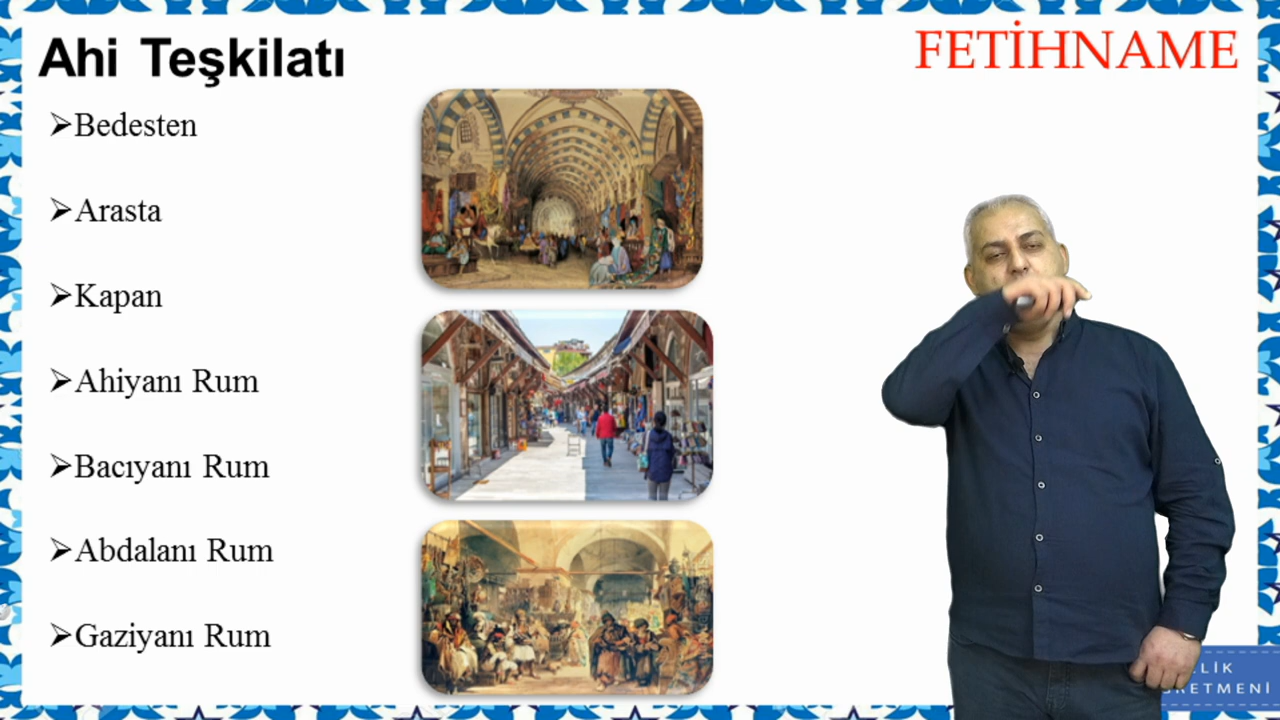 Ahi Teşkilatı
FETİHNAME
➢Bedesten
➢Arasta
➢Kapan
➢Ahiyanı Rum
➢Bacıyanı Rum
➢Abdalanı Rum
➢Gaziyanı Rum